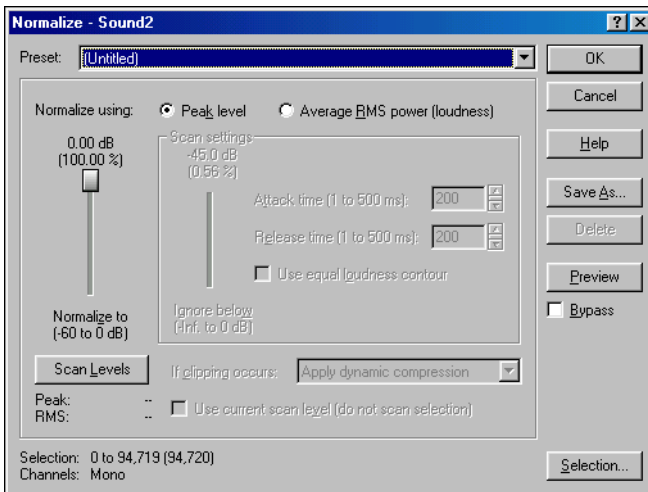 Normalize - Sound2
Preset: (Untitled)
OK
Cancel
Help
Save As...
Delete
Preview
Bypass
Normalize using: Peak level Average RMS power (loudness)
0.00 dB
(100.00 %)
Normalize to
(-60 to 0 dB)
Scan settings
-45.0 dB
(0.56 %)
Attack time (1 to 500 ms): 200
Release time (1 to 500 ms): 200
Use equal loudness contour
Ignore below
(-Inf. to 0 dB)
Scan Levels
If clipping occurs: Apply dynamic compression
Peak: --
RMS: --
Use current scan level (do not scan selection)
Selection: 0 to 94,719 (94,720)
Channels: Mono
Selection...